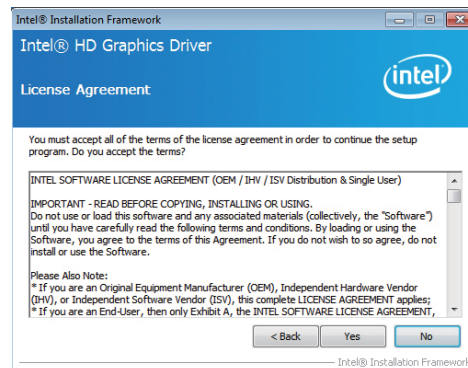 Intel® Installation Framework
Intel® HD Graphics Driver
intel
License Agreement
You must accept all of the terms of the license agreement in order to continue the setup
program. Do you accept the terms?
INTEL SOFTWARE LICENSE AGREEMENT (OEM / IHV / ISV Distribution & Single User)
IMPORTANT - READ BEFORE COPYING, INSTALLING OR USING.
Do not use or load this software and any associated materials (collectively, the "Software")
until you have carefully read the following terms and conditions. By loading or using the
Software, you agree to the terms of this Agreement. If you do not wish to so agree, do not
install or use the Software.
Please Also Note:
* If you are an Original Equipment Manufacturer (OEM), Independent Hardware Vendor
(IHV), or Independent Software Vendor (ISV), this complete LICENSE AGREEMENT applies;
* If you are an End-User, then only Exhibit A, the INTEL SOFTWARE LICENSE AGREEMENT,
< Back Yes No
Intel® Installation Framework